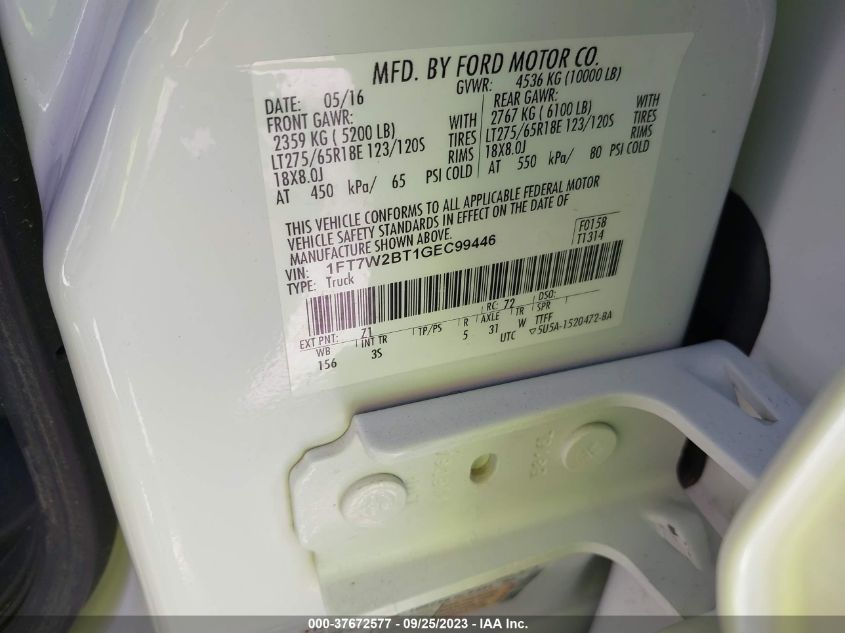 MFD. BY FORD MOTOR CO.
DATE: 05/16 GVWR: 4536 KG (10000 LB)
FRONT GAWR: REAR GAWR:
2359 KG ( 5200 LB) WITH 2767 KG ( 6100 LB) WITH
LT275/65R18E 123/120S TIRES LT275/65R18E 123/120S TIRES
18X8.0J RIMS 18X8.0J RIMS
AT 450 kPa/ 65 PSI COLD AT 550 kPa/ 80 PSI COLD
THIS VEHICLE CONFORMS TO ALL APPLICABLE FEDERAL MOTOR
VEHICLE SAFETY STANDARDS IN EFFECT ON THE DATE OF
MANUFACTURE SHOWN ABOVE.
VIN: 1FT7W2BT1GEC99446 F0158
TYPE: Truck T1314
EXT PNT: Z1 RC: 72 DSO:
WB INT TR TP/PS R AXLE TR SPR
156 3S 5 31 W TTFF
UTC ▽5U5A-1520472-BA
000-37672577 - 09/25/2023 - IAA Inc.